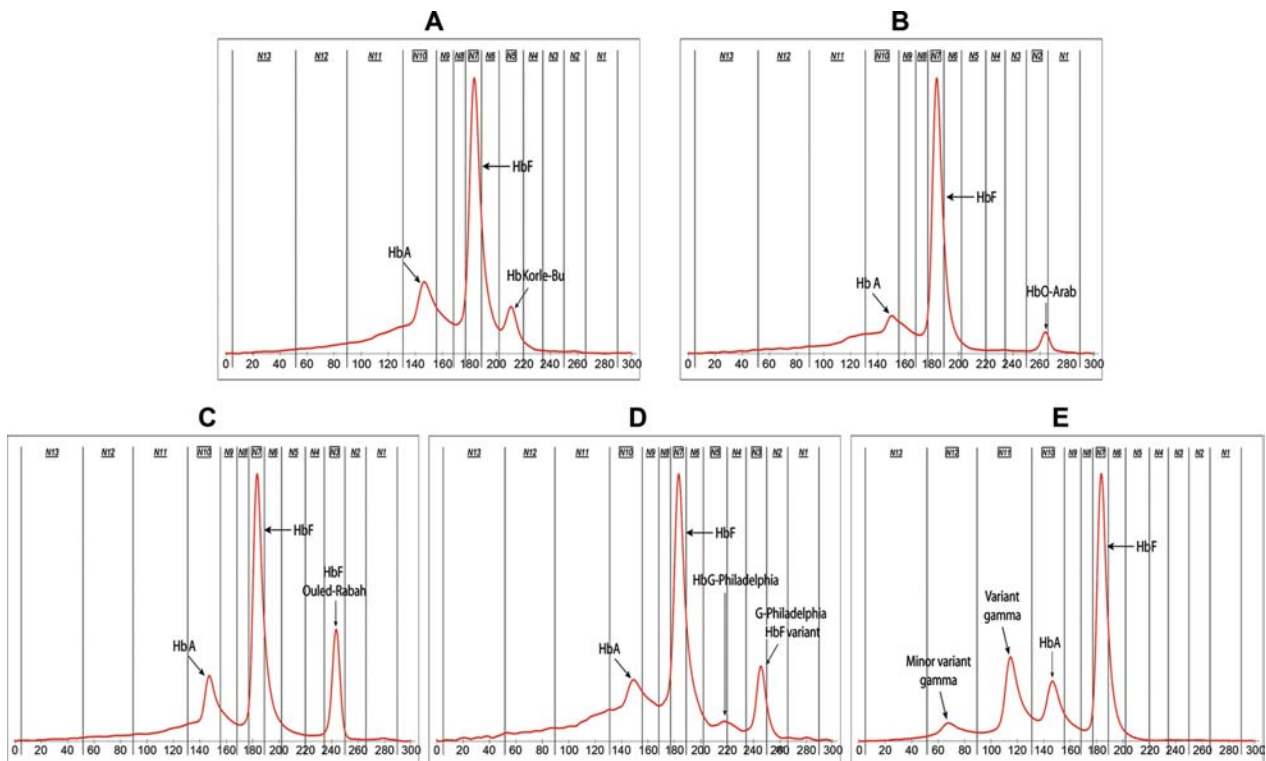 A
N13 N12 N11 N10 N9 N8 N7 N6 N5 N4 N3 N2 N1
HbF
HbA
Hb Korle-Bu
0 20 40 60 80 100 120 140 160 180 200 220 240 260 280 300
B
N13 N12 N11 N10 N9 N8 N7 N6 N5 N4 N3 N2 N1
HbF
Hb A
HbO-Arab
0 20 40 60 80 100 120 140 160 180 200 220 240 260 280 300
C
N13 N12 N11 N10 N9 N8 N7 N6 N5 N4 N3 N2 N1
HbF
HbF
Ouled-Rabah
HbA
0 20 40 60 80 100 120 140 160 180 200 220 240 260 280 300
D
N13 N12 N11 N10 N9 N8 N7 N6 N5 N4 N3 N2 N1
HbF
HbG-Philadelphia
G-Philadelphia
HbF variant
HbA
0 20 40 60 80 100 120 140 160 180 200 220 240 260 280 300
E
N13 N12 N11 N10 N9 N8 N7 N6 N5 N4 N3 N2 N1
HbF
Variant
gamma
HbA
Minor variant
gamma
0 20 40 60 80 100 120 140 160 180 200 220 240 260 280 300